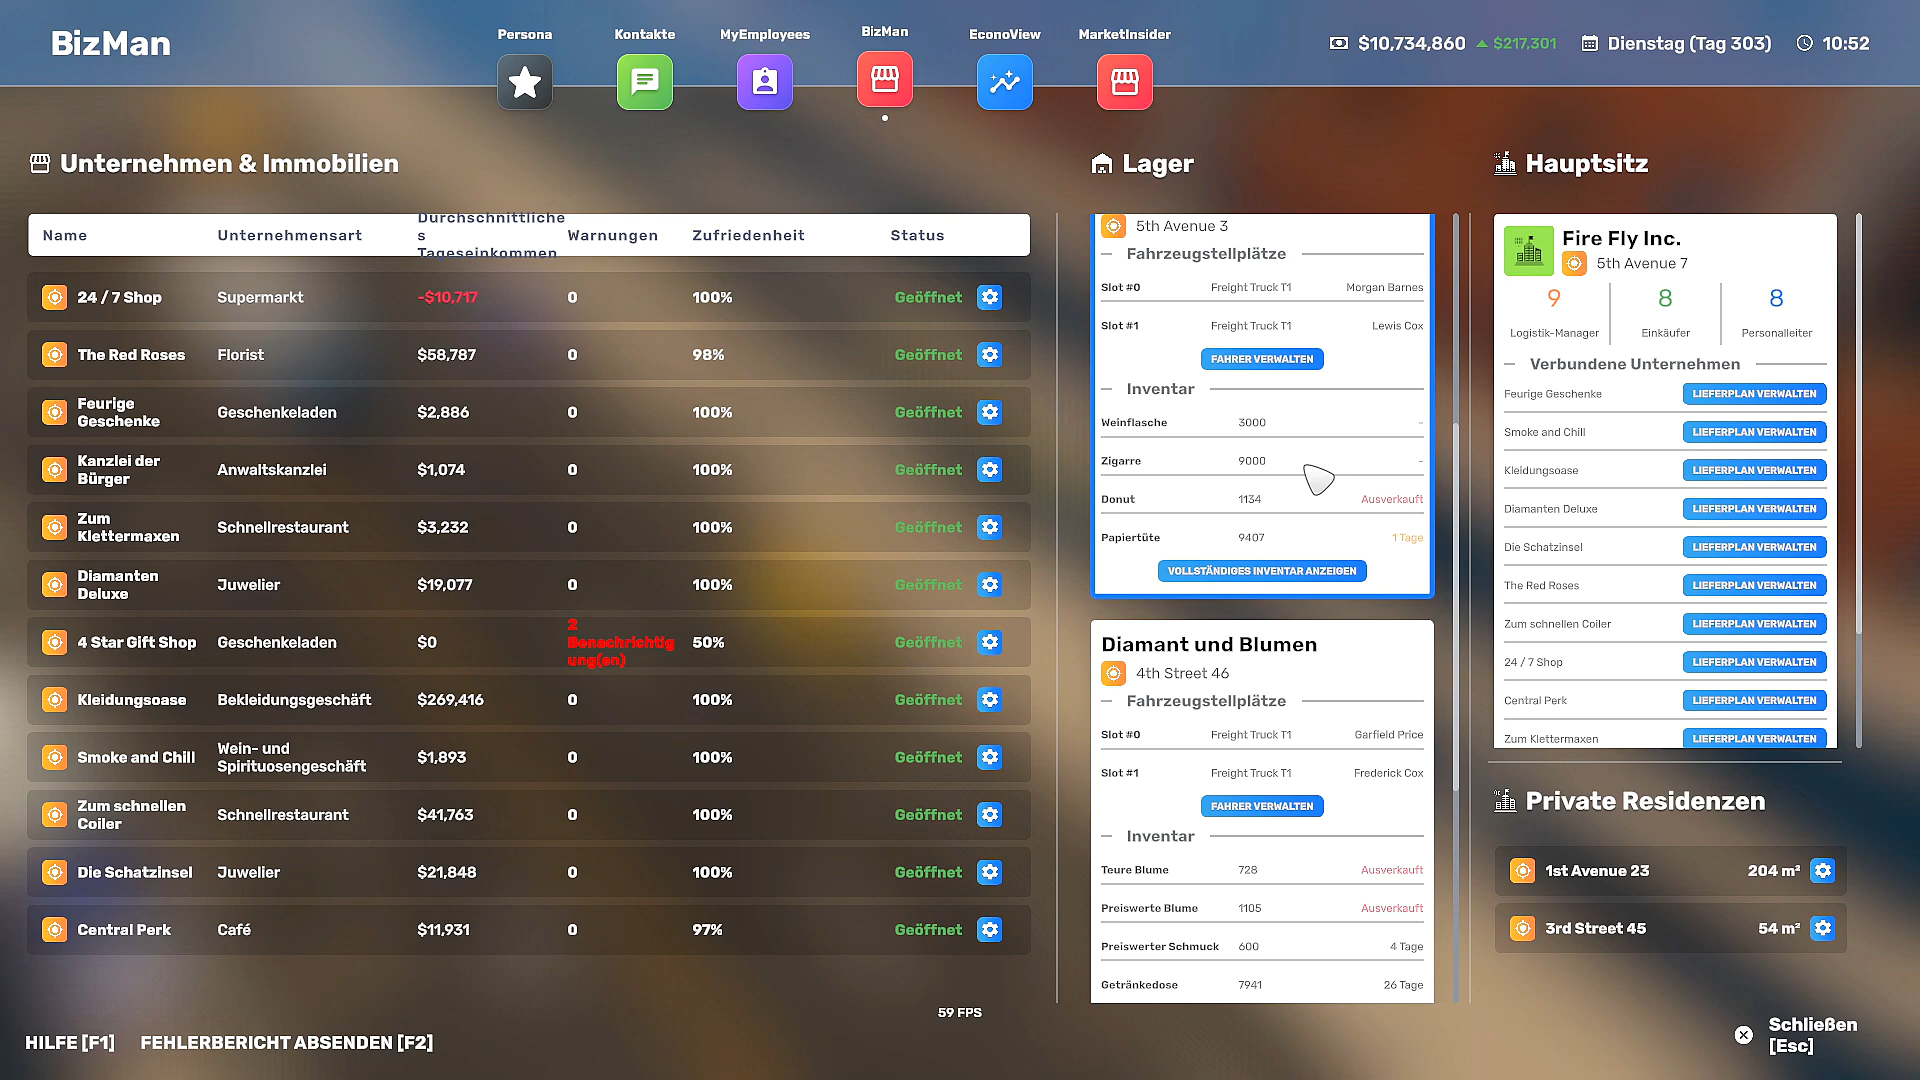 BizMan
Persona
Kontakte
MyEmployees
BizMan
EconoView
MarketInsider
$10,734,860
$217,301
Dienstag (Tag 303)
10:52
Unternehmen & Immobilien
Name Unternehmensart Durchschnittliche
s
Tageseinkommen Warnungen Zufriedenheit Status
24 / 7 Shop Supermarkt -$10,717 0 100% Geöffnet
The Red Roses Florist $58,787 0 98% Geöffnet
Feurige
Geschenke Geschenkeladen $2,886 0 100% Geöffnet
Kanzlei der
Bürger Anwaltskanzlei $1,074 0 100% Geöffnet
Zum
Klettermaxen Schnellrestaurant $3,232 0 100% Geöffnet
Diamanten
Deluxe Juwelier $19,077 0 100% Geöffnet
4 Star Gift Shop Geschenkeladen $0 2
Benachrichtig
ung(en) 50% Geöffnet
Kleidungsoase Bekleidungsgeschäft $269,416 0 100% Geöffnet
Smoke and Chill Wein- und
Spirituosengeschäft $1,893 0 100% Geöffnet
Zum schnellen
Coiler Schnellrestaurant $41,763 0 100% Geöffnet
Die Schatzinsel Juwelier $21,848 0 100% Geöffnet
Central Perk Café $11,931 0 97% Geöffnet
Lager
5th Avenue 3
Fahrzeugstellplätze
Slot #0 Freight Truck T1 Morgan Barnes
Slot #1 Freight Truck T1 Lewis Cox
FAHRER VERWALTEN
Inventar
Weinflasche 3000 -
Zigarre 9000 -
Donut 1134 Ausverkauft
Papiertüte 9407 1 Tage
VOLLSTÄNDIGES INVENTAR ANZEIGEN
Diamant und Blumen
4th Street 46
Fahrzeugstellplätze
Slot #0 Freight Truck T1 Garfield Price
Slot #1 Freight Truck T1 Frederick Cox
FAHRER VERWALTEN
Inventar
Teure Blume 728 Ausverkauft
Preiswerte Blume 1105 Ausverkauft
Preiswerter Schmuck 600 4 Tage
Getränkedose 7941 26 Tage
Hauptsitz
Fire Fly Inc.
5th Avenue 7
9 8 8
Logistik-Manager Einkäufer Personalleiter
Verbundene Unternehmen
Feurige Geschenke LIEFERPLAN VERWALTEN
Smoke and Chill LIEFERPLAN VERWALTEN
Kleidungsoase LIEFERPLAN VERWALTEN
Diamanten Deluxe LIEFERPLAN VERWALTEN
Die Schatzinsel LIEFERPLAN VERWALTEN
The Red Roses LIEFERPLAN VERWALTEN
Zum schnellen Coiler LIEFERPLAN VERWALTEN
24 / 7 Shop LIEFERPLAN VERWALTEN
Central Perk LIEFERPLAN VERWALTEN
Zum Klettermaxen LIEFERPLAN VERWALTEN
Private Residenzen
1st Avenue 23 204 m²
3rd Street 45 54 m²
59 FPS
HILFE [F1] FEHLERBERICHT ABSENDEN [F2]
Schließen
[Esc]